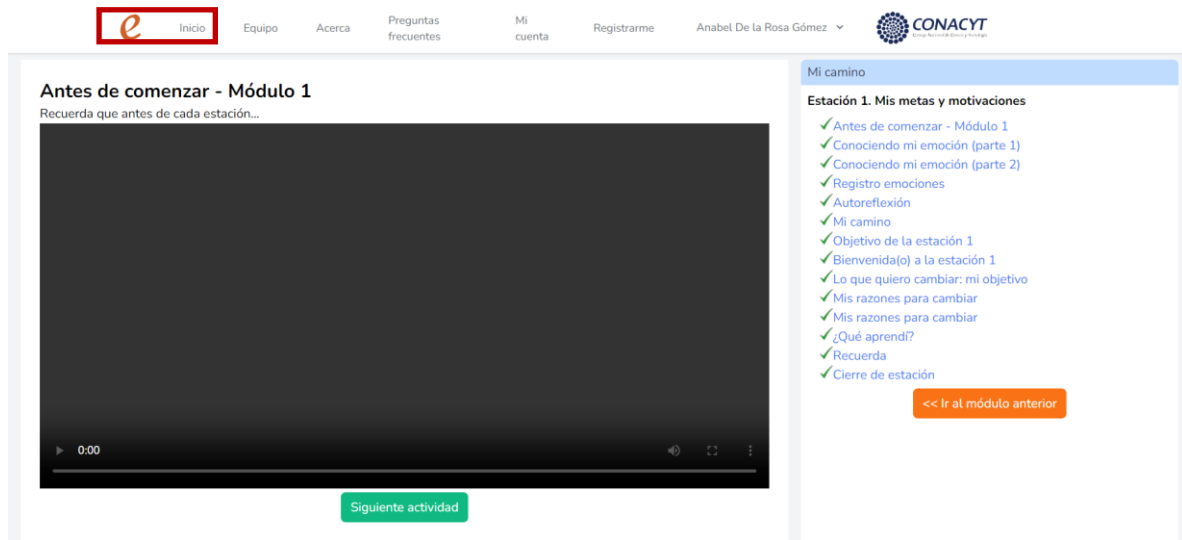 e
Inicio
Equipo
Acerca
Preguntas
frecuentes
Mi
cuenta
Registrarme
Anabel De la Rosa Gómez
CONACYT
Antes de comenzar - Módulo 1
Recuerda que antes de cada estación...
0:00
Siguiente actividad
Mi camino
Estación 1. Mis metas y motivaciones
Antes de comenzar - Módulo 1
Conociendo mi emoción (parte 1)
Conociendo mi emoción (parte 2)
Registro emociones
Autoreflexión
Mi camino
Objetivo de la estación 1
Bienvenida(o) a la estación 1
Lo que quiero cambiar: mi objetivo
Mis razones para cambiar
Mis razones para cambiar
¿Qué aprendí?
Recuerda
Cierre de estación
<< Ir al módulo anterior